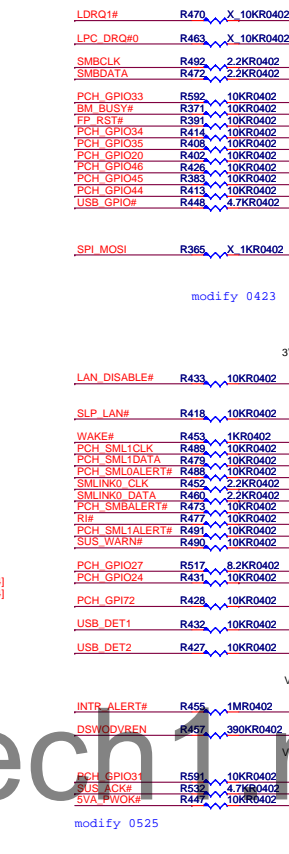 LDRQ1# R470 X_10KR0402
LPC_DRQ#0 R463 X_10KR0402
SMBCLK R492 2.2KR0402
SMBDATA R472 2.2KR0402
PCH_GPIO33 R592 10KR0402
BM_BUSY# R371 10KR0402
FP_RST# R391 10KR0402
PCH_GPIO34 R414 10KR0402
PCH_GPIO35 R408 10KR0402
PCH_GPIO20 R402 10KR0402
PCH_GPIO46 R426 10KR0402
PCH_GPIO45 R383 10KR0402
PCH_GPIO44 R413 10KR0402
USB_GPIO# R448 4.7KR0402
SPI_MOSI R365 X_1KR0402
modify 0423
3
LAN_DISABLE# R433 10KR0402
SLP_LAN# R418 10KR0402
WAKE# R453 1KR0402
PCH_SML1CLK R489 10KR0402
PCH_SML1DATA R479 10KR0402
PCH_SML0ALERT# R488 10KR0402
SMLINK0_CLK R452 2.2KR0402
SMLINK0_DATA R460 2.2KR0402
PCH_SMBALERT# R473 10KR0402
RI# R477 10KR0402
PCH_SML1ALERT# R491 10KR0402
SUS_WARN# R490 10KR0402
PCH_GPIO27 R517 8.2KR0402
PCH_GPIO24 R431 10KR0402
]
]
PCH_GPI72 R428 10KR0402
USB_DET1 R432 10KR0402
USB_DET2 R427 10KR0402
V
INTR_ALERT# R455 1MR0402
DSWODVREN R457 390KR0402
V
ech1.
PCH_GPIO31 R591 10KR0402
SUS_ACK# R532 4.7KR0402
5VA_PWOK# R447 10KR0402
modify 0525